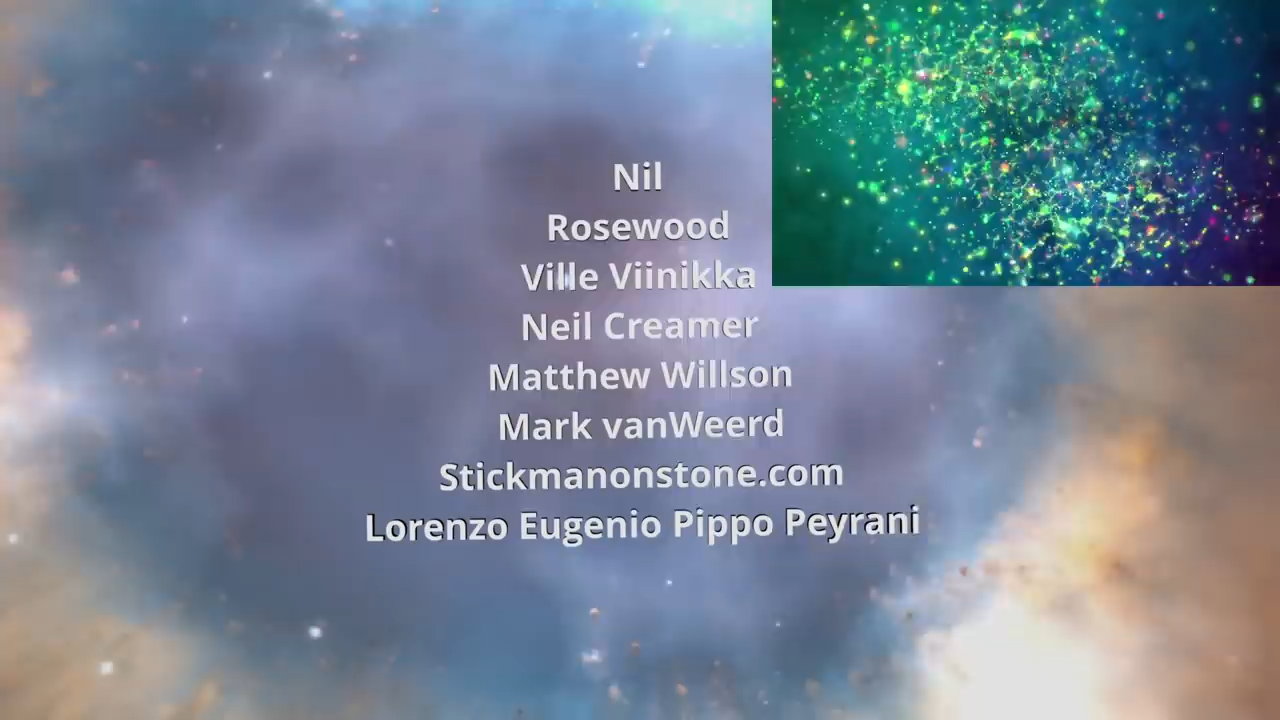 Nil
Rosewood
Ville Viinikka
Neil Creamer
Matthew Willson
Mark vanWeerd
Stickmanonstone.com
Lorenzo Eugenio Pippo Peyrani